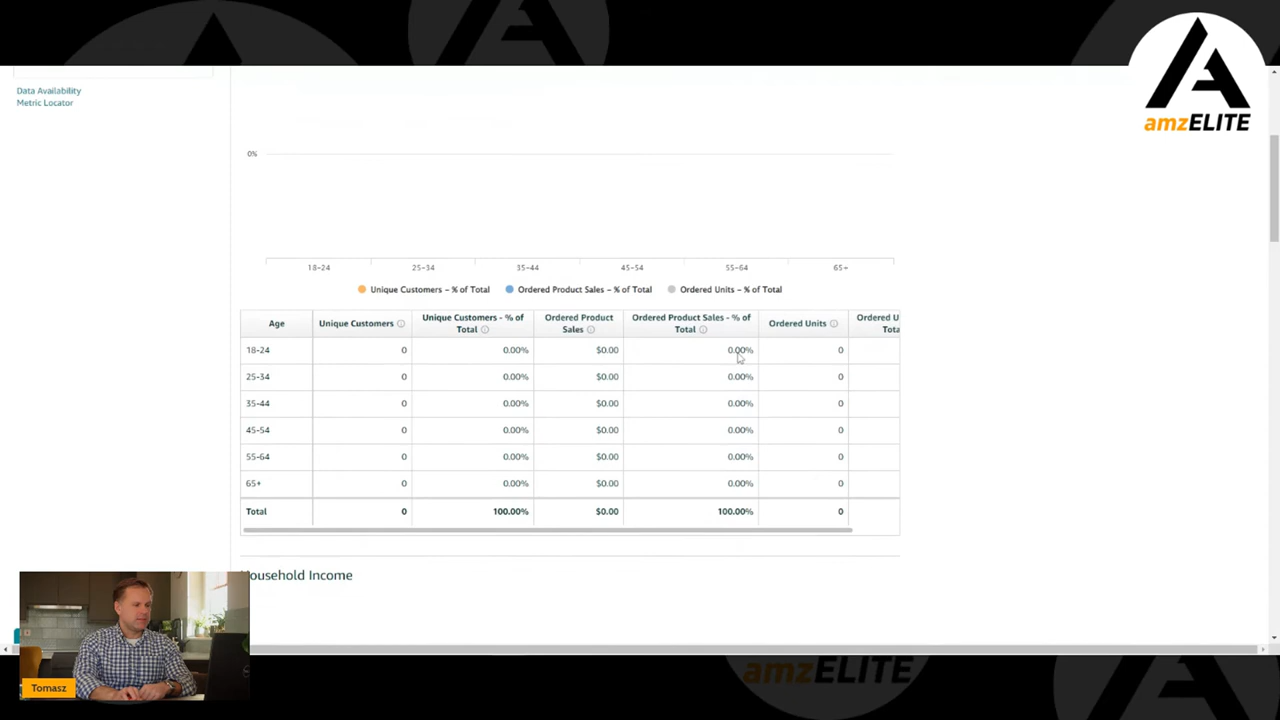 amzELITE
Data Availability
Metric Locator
0%
18-24 25-34 35-44 45-54 55-64 65+
Unique Customers - % of Total Ordered Product Sales - % of Total Ordered Units - % of Total
Age Unique Customers Unique Customers - % of Total Ordered Product Sales Ordered Product Sales - % of Total Ordered Units Ordered U Tota
18-24 0 0.00% $0.00 0.00% 0
25-34 0 0.00% $0.00 0.00% 0
35-44 0 0.00% $0.00 0.00% 0
45-54 0 0.00% $0.00 0.00% 0
55-64 0 0.00% $0.00 0.00% 0
65+ 0 0.00% $0.00 0.00% 0
Total 0 100.00% $0.00 100.00% 0
ousehold Income
Tomasz
amzELITE